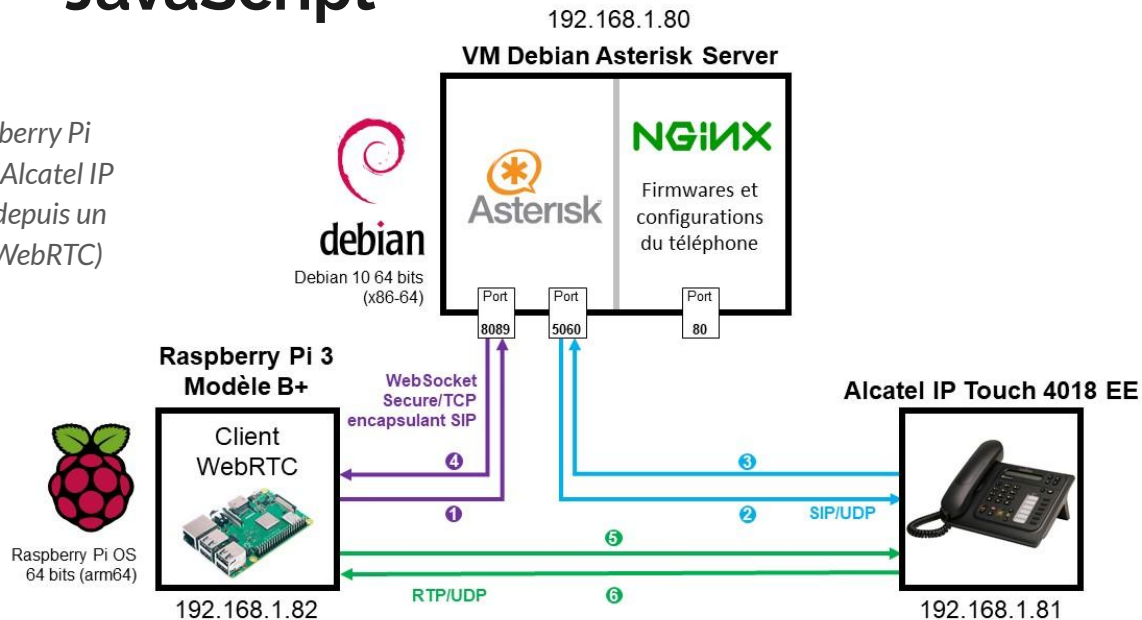 JavaScript
192.168.1.80
VM Debian Asterisk Server
berry Pi
Alcatel IP
depuis un
WebRTC)
debian
Debian 10 64 bits
(x86-64)
Asterisk
NGINX
Firmwares et
configurations
du téléphone
Port
8089
Port
5060
Port
80
Raspberry Pi 3
Modèle B+
WebSocket
Secure/TCP
encapsulant SIP
Alcatel IP Touch 4018 EE
Client
WebRTC
4
1
3
2
SIP/UDP
5
RTP/UDP
6
Raspberry Pi OS
64 bits (arm64)
192.168.1.82
192.168.1.81